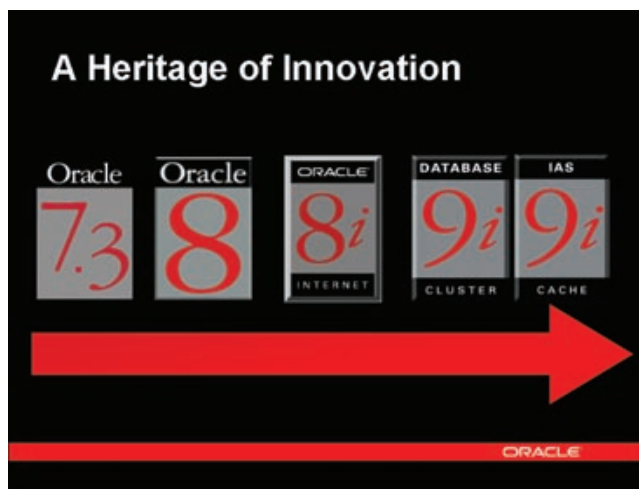 A Heritage of Innovation
Oracle
7.3
Oracle
8
ORACLE
8i
INTERNET
DATABASE
9i
CLUSTER
IAS
9i
CACHE
ORACLE